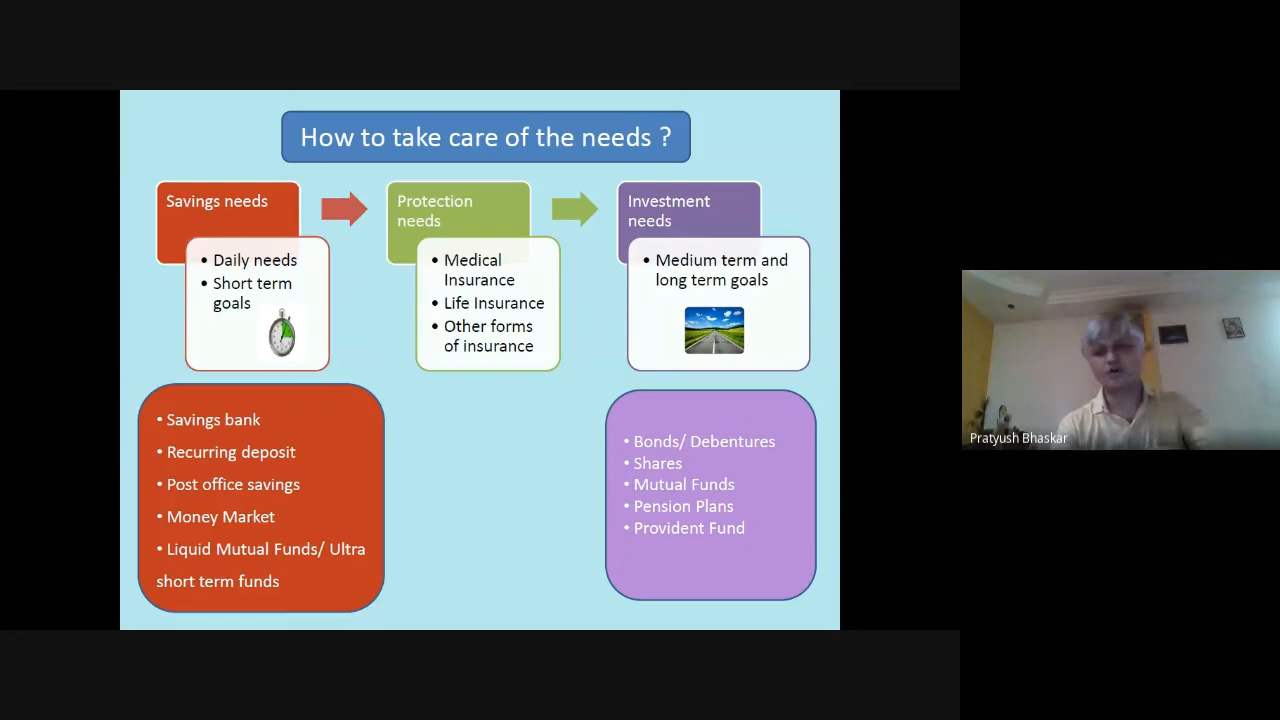 How to take care of the needs ?
Savings needs
• Daily needs
• Short term
goals
Protection
needs
• Medical
Insurance
• Life Insurance
• Other forms
of insurance
Investment
needs
• Medium term and
long term goals
• Savings bank
• Recurring deposit
• Post office savings
• Money Market
• Liquid Mutual Funds/ Ultra
short term funds
• Bonds/ Debentures
• Shares
• Mutual Funds
• Pension Plans
• Provident Fund
Pratyush Bhaskar